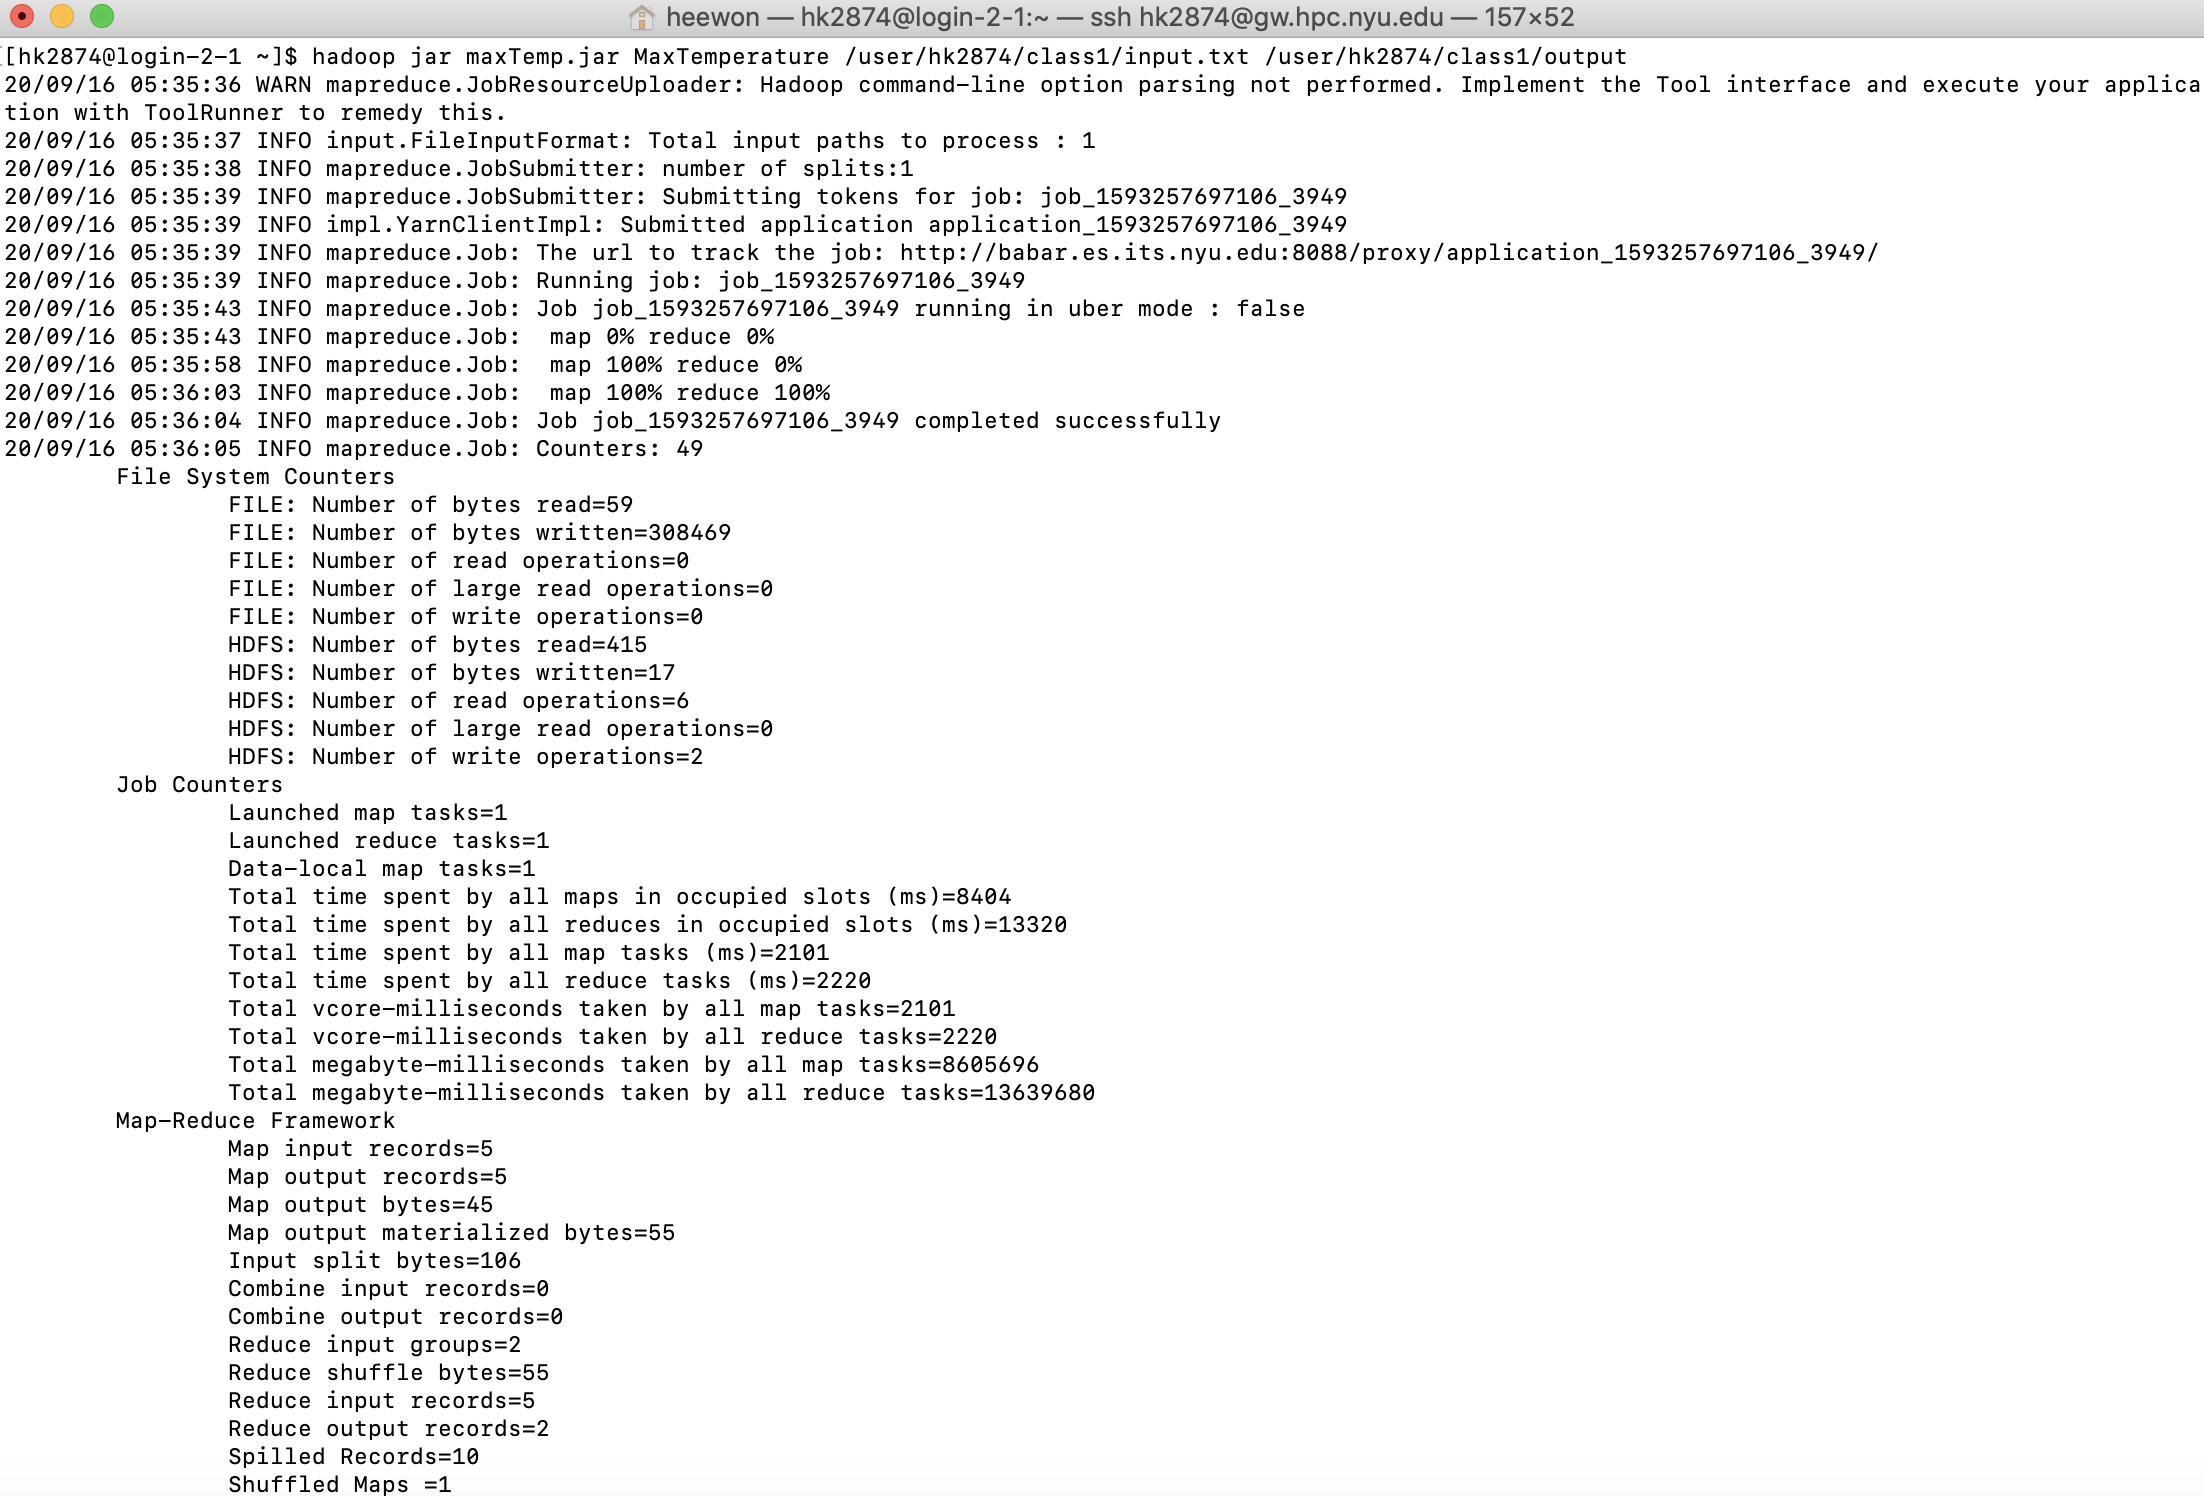 heewon — hk2874@login-2-1:~ — ssh hk2874@gw.hpc.nyu.edu — 157×52
[hk2874@login-2-1 ~]$ hadoop jar maxTemp.jar MaxTemperature /user/hk2874/class1/input.txt /user/hk2874/class1/output
20/09/16 05:35:36 WARN mapreduce.JobResourceUploader: Hadoop command-line option parsing not performed. Implement the Tool interface and execute your applica
tion with ToolRunner to remedy this.
20/09/16 05:35:37 INFO input.FileInputFormat: Total input paths to process : 1
20/09/16 05:35:38 INFO mapreduce.JobSubmitter: number of splits:1
20/09/16 05:35:39 INFO mapreduce.JobSubmitter: Submitting tokens for job: job_1593257697106_3949
20/09/16 05:35:39 INFO impl.YarnClientImpl: Submitted application application_1593257697106_3949
20/09/16 05:35:39 INFO mapreduce.Job: The url to track the job: http://babar.es.its.nyu.edu:8088/proxy/application_1593257697106_3949/
20/09/16 05:35:39 INFO mapreduce.Job: Running job: job_1593257697106_3949
20/09/16 05:35:43 INFO mapreduce.Job: Job job_1593257697106_3949 running in uber mode : false
20/09/16 05:35:43 INFO mapreduce.Job:  map 0% reduce 0%
20/09/16 05:35:58 INFO mapreduce.Job:  map 100% reduce 0%
20/09/16 05:36:03 INFO mapreduce.Job:  map 100% reduce 100%
20/09/16 05:36:04 INFO mapreduce.Job: Job job_1593257697106_3949 completed successfully
20/09/16 05:36:05 INFO mapreduce.Job: Counters: 49
File System Counters
FILE: Number of bytes read=59
FILE: Number of bytes written=308469
FILE: Number of read operations=0
FILE: Number of large read operations=0
FILE: Number of write operations=0
HDFS: Number of bytes read=415
HDFS: Number of bytes written=17
HDFS: Number of read operations=6
HDFS: Number of large read operations=0
HDFS: Number of write operations=2
Job Counters
Launched map tasks=1
Launched reduce tasks=1
Data-local map tasks=1
Total time spent by all maps in occupied slots (ms)=8404
Total time spent by all reduces in occupied slots (ms)=13320
Total time spent by all map tasks (ms)=2101
Total time spent by all reduce tasks (ms)=2220
Total vcore-milliseconds taken by all map tasks=2101
Total vcore-milliseconds taken by all reduce tasks=2220
Total megabyte-milliseconds taken by all map tasks=8605696
Total megabyte-milliseconds taken by all reduce tasks=13639680
Map-Reduce Framework
Map input records=5
Map output records=5
Map output bytes=45
Map output materialized bytes=55
Input split bytes=106
Combine input records=0
Combine output records=0
Reduce input groups=2
Reduce shuffle bytes=55
Reduce input records=5
Reduce output records=2
Spilled Records=10
Shuffled Maps =1